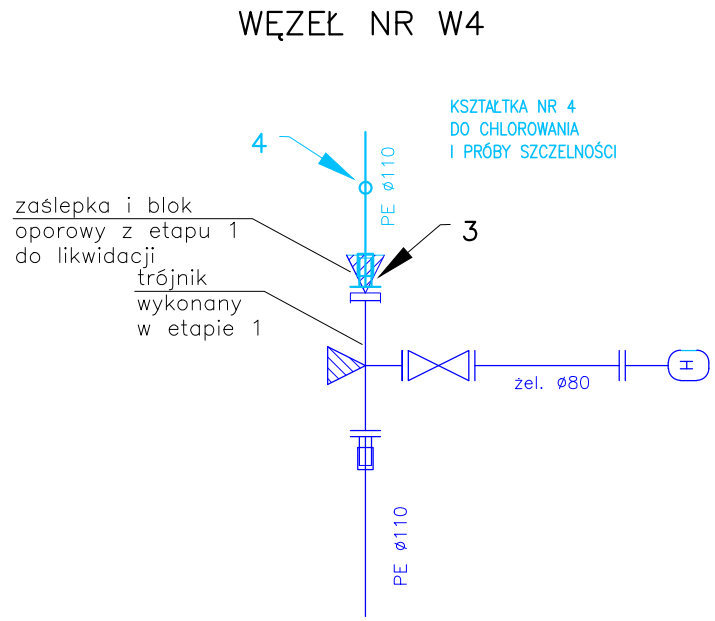 WĘZEŁ NR W4
KSZTAŁTKA NR 4
DO CHLOROWANIA
I PRÓBY SZCZELNOŚCI
4
PE ø110
zaślepka i blok
oporowy z etapu 1
do likwidacji
3
trójnik
wykonany
w etapie 1
żel. ø80
H
PE ø110